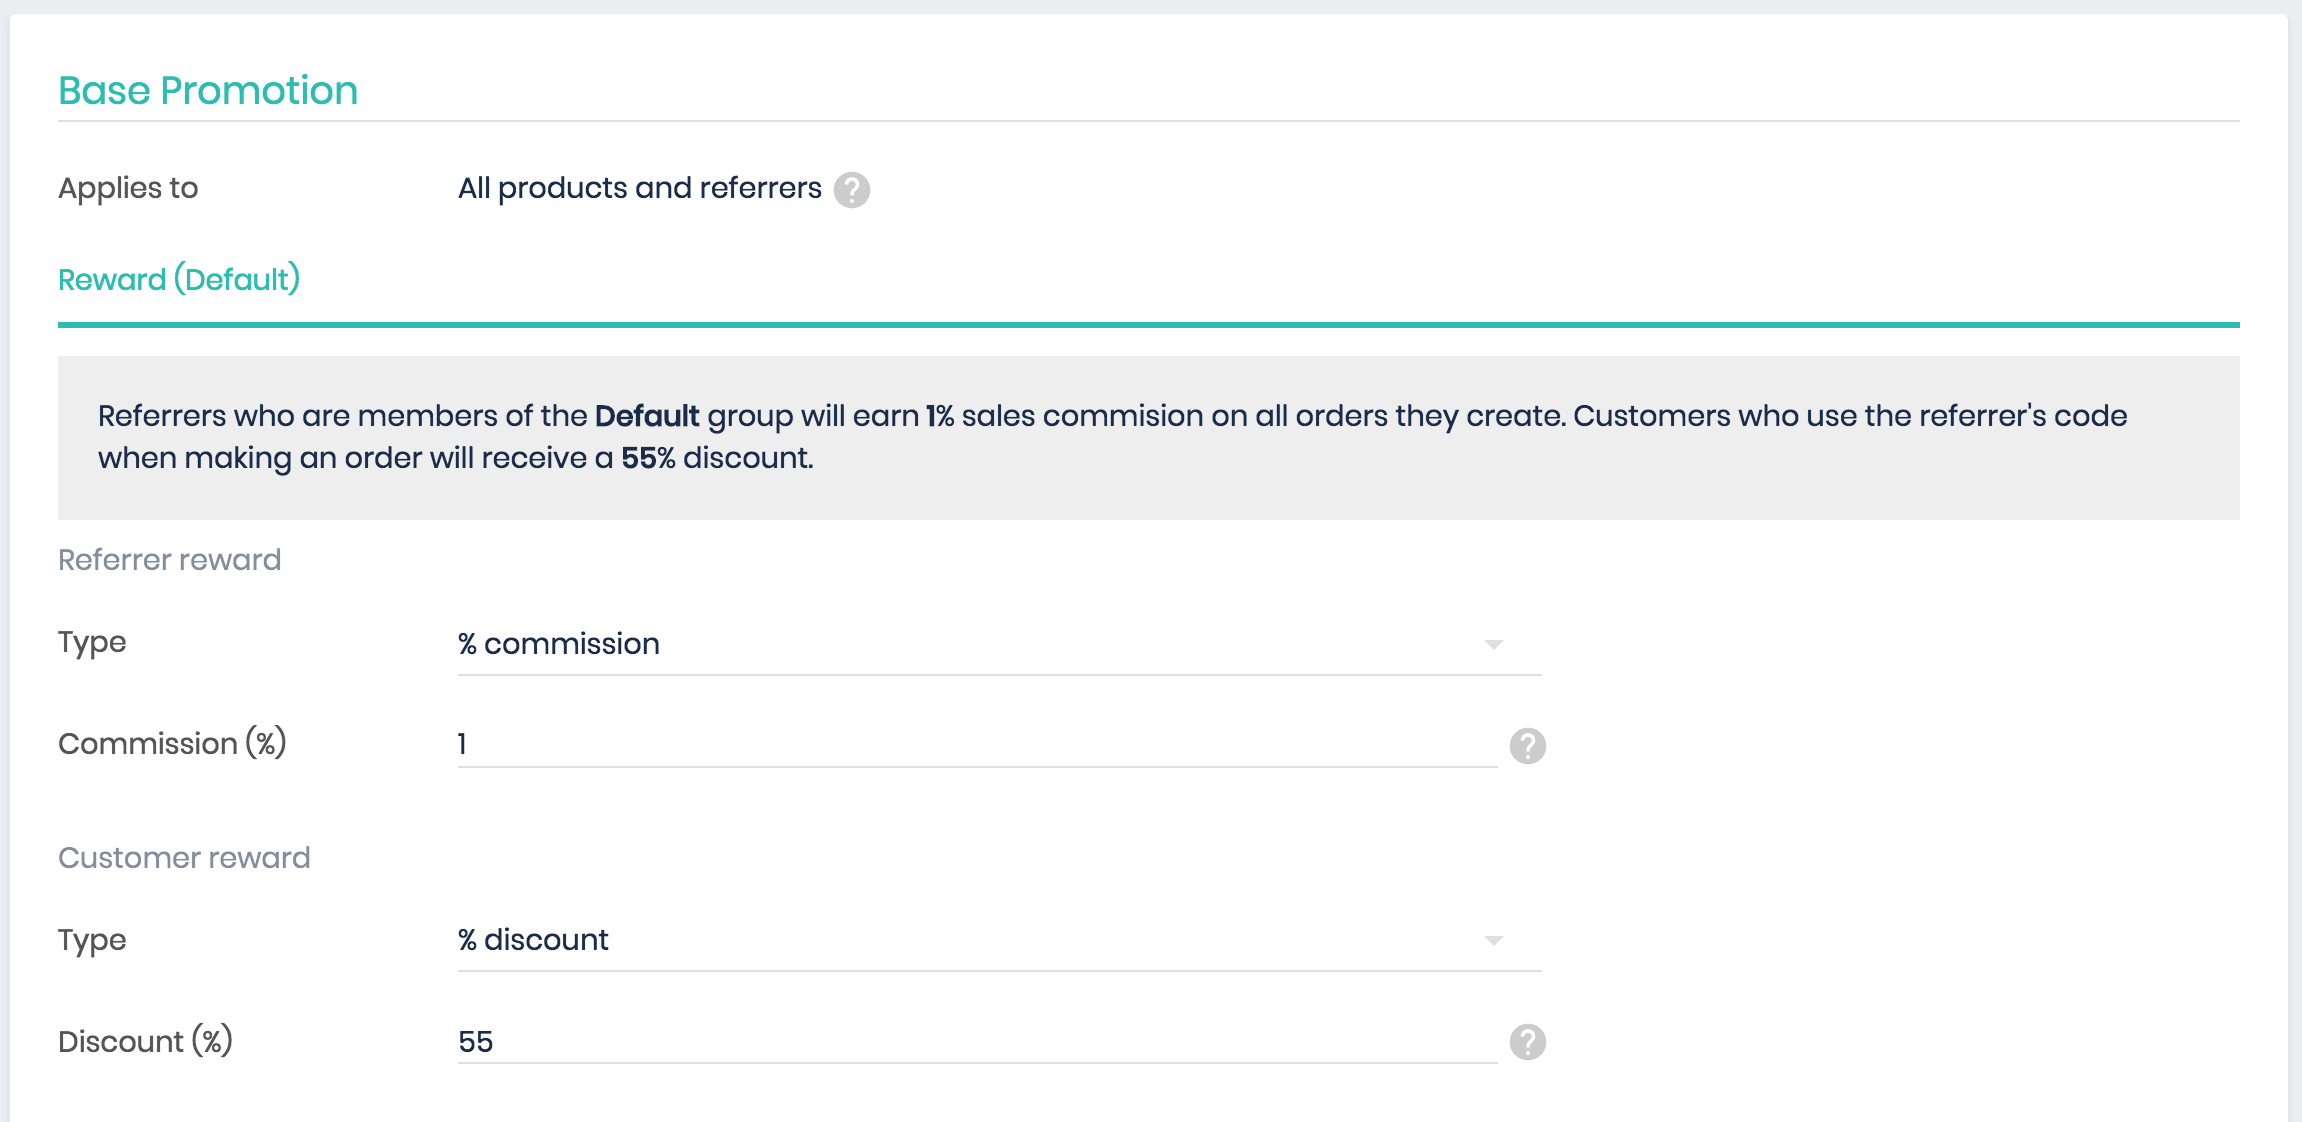 Base Promotion
Applies to All products and referrers ?
Reward (Default)
Referrers who are members of the Default group will earn 1% sales commision on all orders they create. Customers who use the referrer's code
when making an order will receive a 55% discount.
Referrer reward
Type % commission
Commission (%) 1 ?
Customer reward
Type % discount
Discount (%) 55 ?